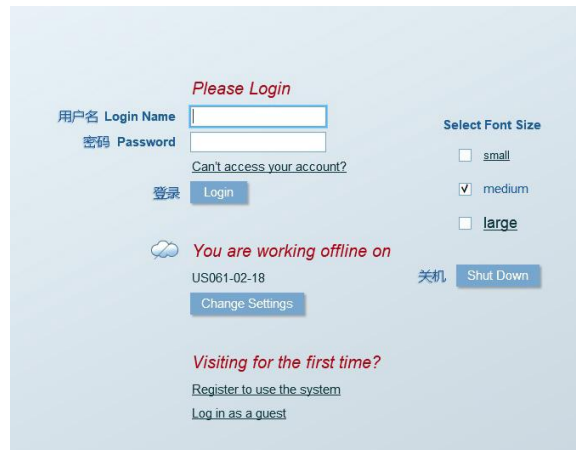 Please Login
用户名 Login Name
密码 Password
Can't access your account?
登录 Login
Select Font Size
small
medium
large
You are working offline on
US061-02-18
Change Settings
关机 Shut Down
Visiting for the first time?
Register to use the system
Log in as a guest